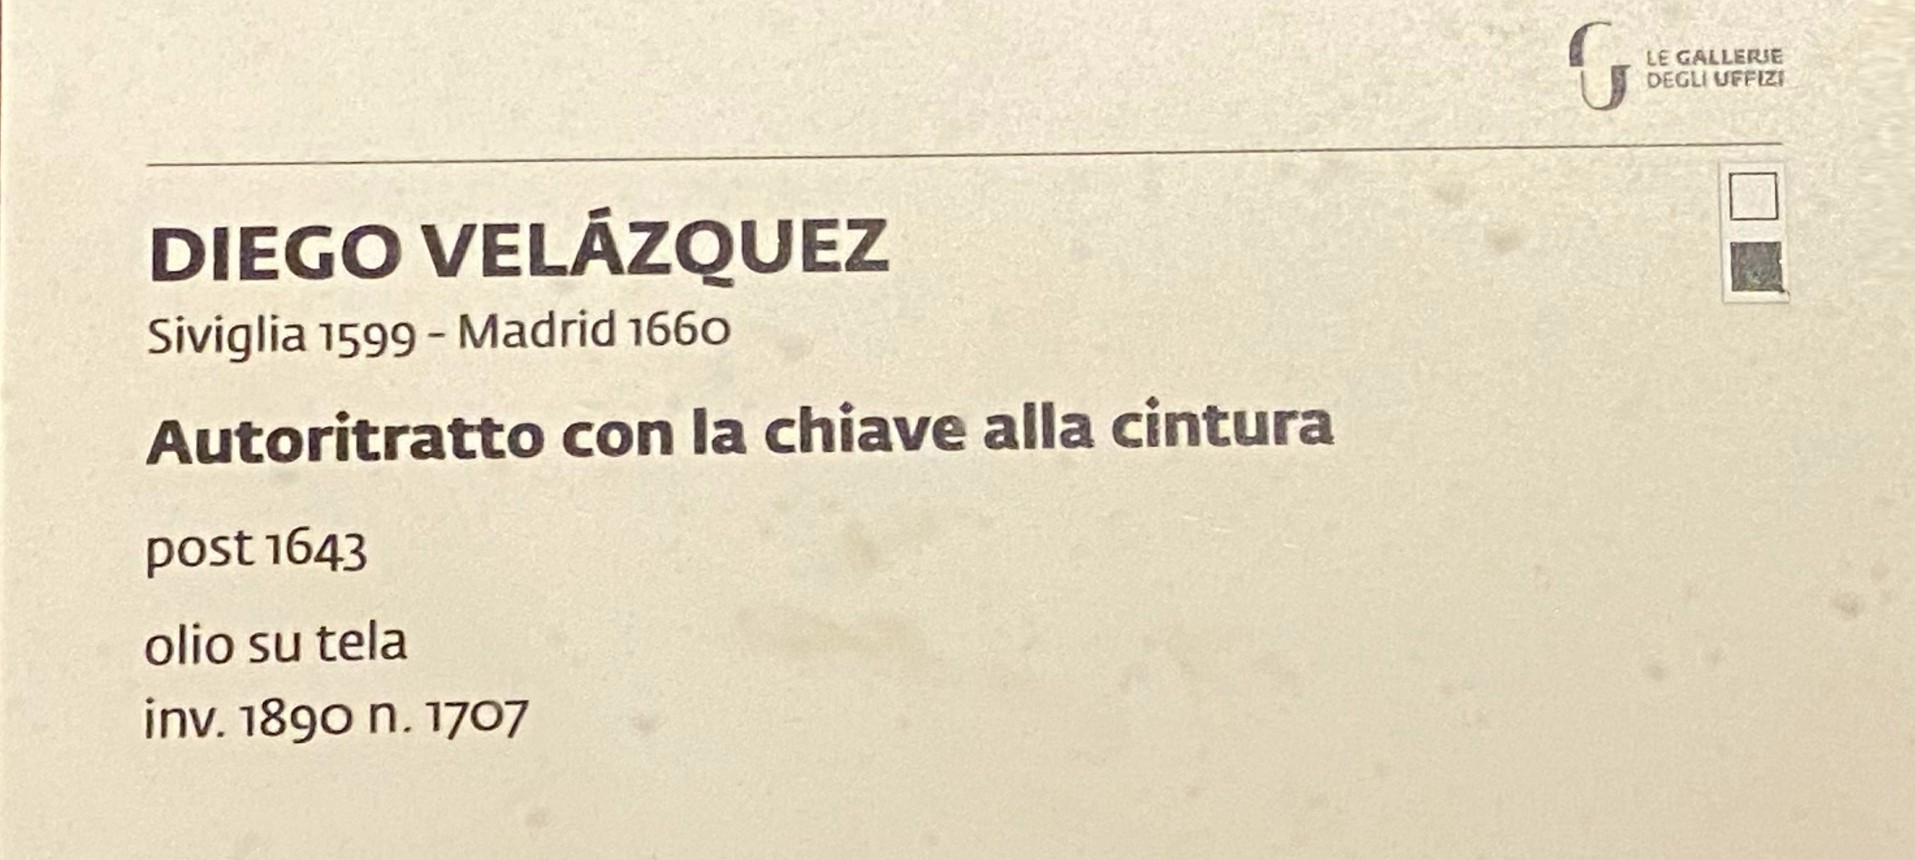 LE GALLERIE
DEGLI UFFIZI
DIEGO VELÁZQUEZ
Siviglia 1599 - Madrid 1660
Autoritratto con la chiave alla cintura
post 1643
olio su tela
inv. 1890 n. 1707